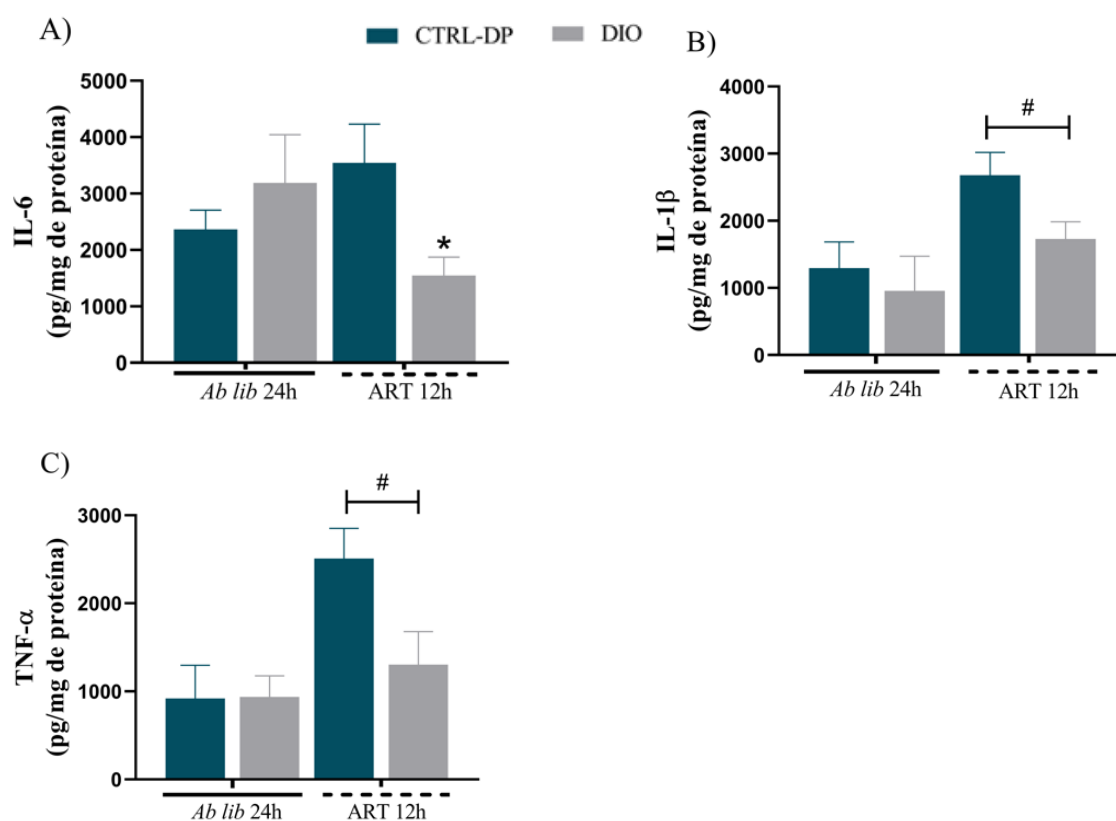 A)
CTRL-DP DIO
IL-6
(pg/mg de proteína)
5000
4000
3000
2000
1000
0
*
Ab lib 24h ART 12h
B)
IL-1β
(pg/mg de proteína)
4000
3000
2000
1000
0
#
Ab lib 24h ART 12h
C)
TNF-α
(pg/mg de proteína)
3000
2000
1000
0
#
Ab lib 24h ART 12h